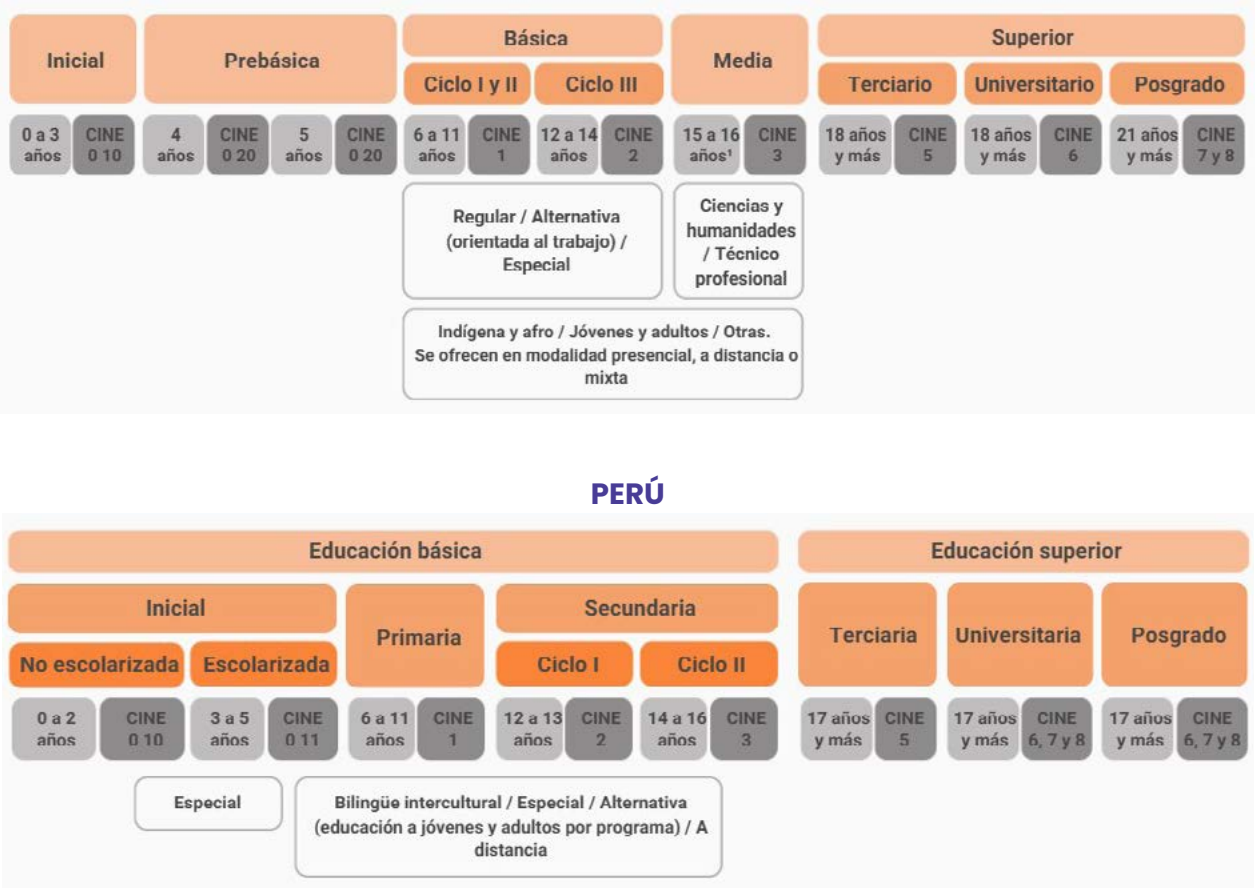 Inicial
Prebásica
Básica
Media
Superior
Ciclo I y II
Ciclo III
Terciario
Universitario
Posgrado
0 a 3
años
CINE
0 10
4
años
CINE
0 20
5
años
CINE
0 20
6 a 11
años
CINE
1
12 a 14
años
CINE
2
15 a 16
años¹
CINE
3
18 años
y más
CINE
5
18 años
y más
CINE
6
21 años
y más
CINE
7 y 8
Regular / Alternativa
(orientada al trabajo) /
Especial
Ciencias y
humanidades
/ Técnico
profesional
Indígena y afro / Jóvenes y adultos / Otras.
Se ofrecen en modalidad presencial, a distancia o
mixta
PERÚ
Educación básica
Educación superior
Inicial
Primaria
Secundaria
Terciaria
Universitaria
Posgrado
No escolarizada
Escolarizada
Ciclo I
Ciclo II
0 a 2
años
CINE
0 10
3 a 5
años
CINE
0 11
6 a 11
años
CINE
1
12 a 13
años
CINE
2
14 a 16
años
CINE
3
17 años
y más
CINE
5
17 años
y más
CINE
6, 7 y 8
17 años
y más
CINE
6, 7 y 8
Especial
Bilingüe intercultural / Especial / Alternativa
(educación a jóvenes y adultos por programa) / A
distancia